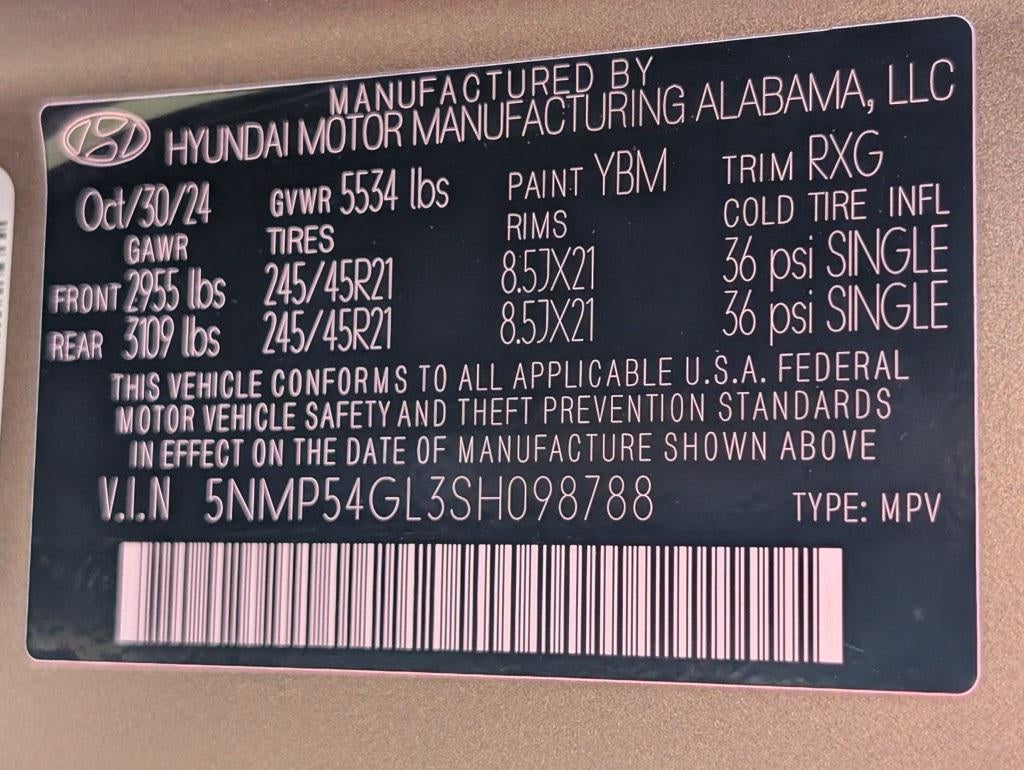 MANUFACTURED BY
HYUNDAI MOTOR MANUFACTURING ALABAMA, LLC
Oct/30/24 GVWR 5534 lbs PAINT YBM TRIM RXG
GAWR TIRES RIMS COLD TIRE INFL
FRONT 2955 lbs 245/45R21 8.5JX21 36 psi SINGLE
REAR 3109 lbs 245/45R21 8.5JX21 36 psi SINGLE
THIS VEHICLE CONFORMS TO ALL APPLICABLE U.S.A. FEDERAL
MOTOR VEHICLE SAFETY AND THEFT PREVENTION STANDARDS
IN EFFECT ON THE DATE OF MANUFACTURE SHOWN ABOVE
V.I.N 5NMP54GL3SH098788 TYPE: MPV